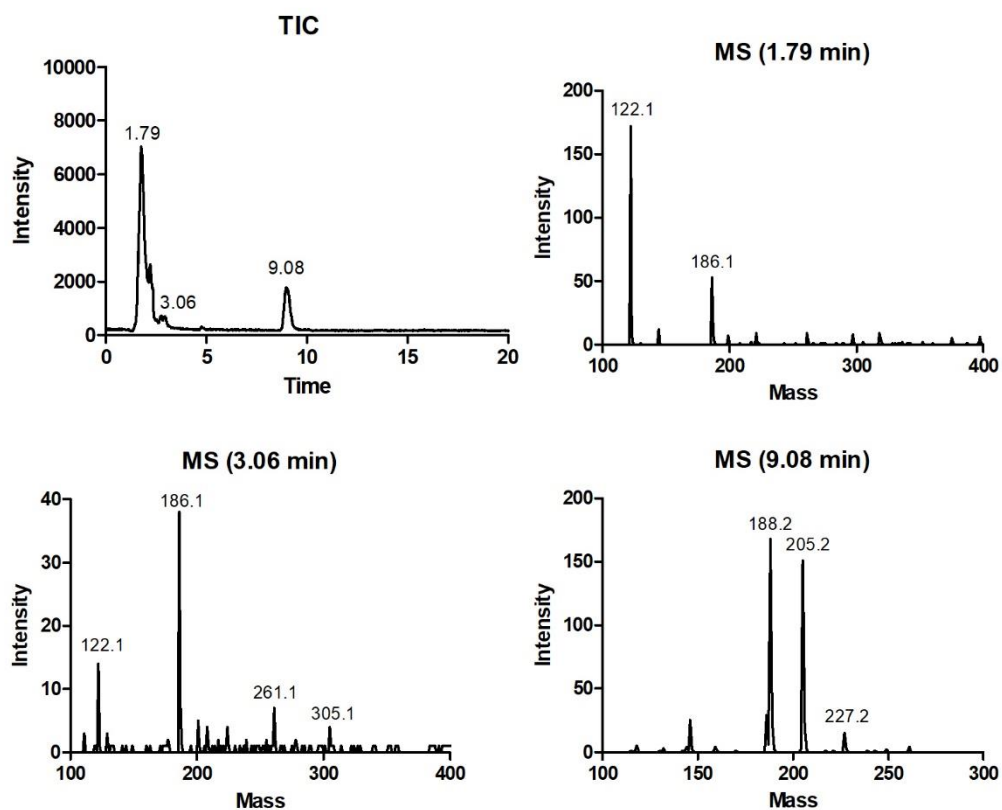 TIC
10000
8000
6000
4000
2000
0
Intensity
1.79
3.06
9.08
0 5 10 15 20
Time
MS (1.79 min)
200
150
100
50
0
Intensity
122.1
186.1
100 200 300 400
Mass
MS (3.06 min)
40
30
20
10
0
Intensity
186.1
122.1
261.1
305.1
100 200 300 400
Mass
MS (9.08 min)
200
150
100
50
0
Intensity
188.2
205.2
227.2
100 150 200 250 300
Mass